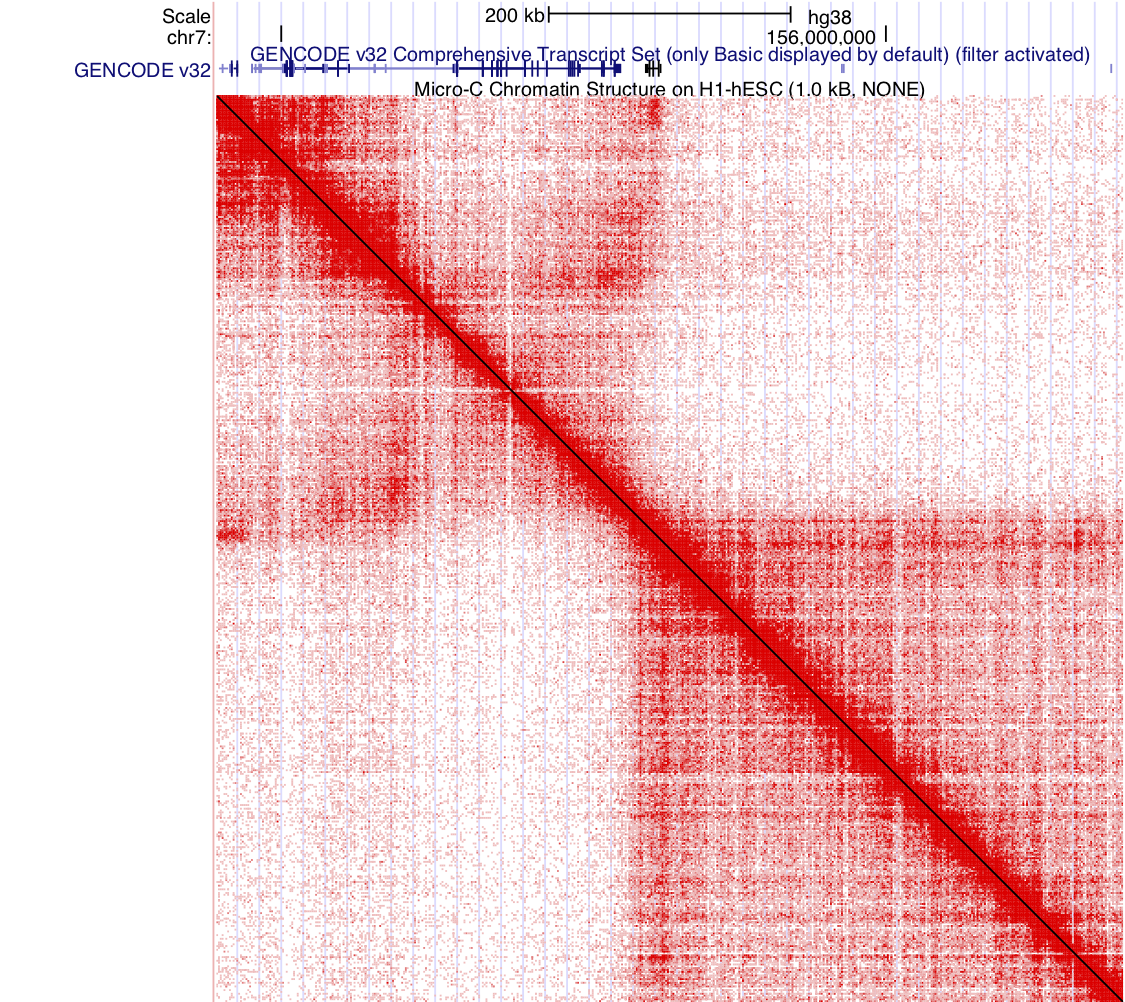 Scale 200 kb hg38
chr7: 156,000,000
GENCODE v32 Comprehensive Transcript Set (only Basic displayed by default) (filter activated)
GENCODE v32
Micro-C Chromatin Structure on H1-hESC (1.0 kB, NONE)